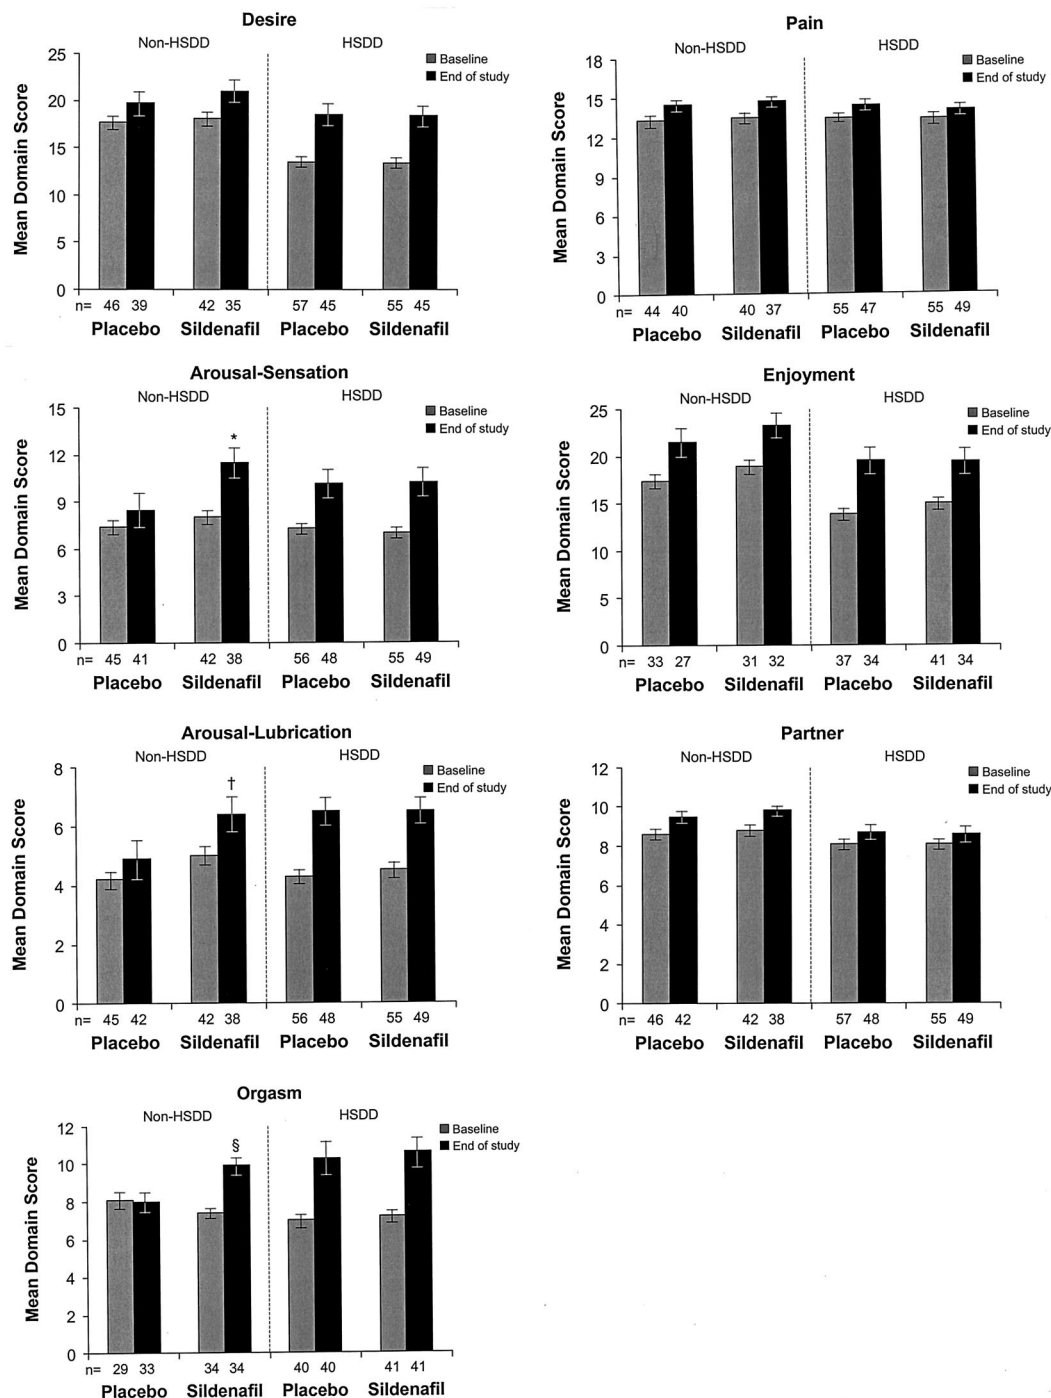 Desire
Non-HSDD HSDD
Baseline
End of study
Mean Domain Score
25
20
15
10
5
0
n= 46 39 42 35 57 45 55 45
Placebo Sildenafil Placebo Sildenafil
Pain
Non-HSDD HSDD
Baseline
End of study
Mean Domain Score
18
15
12
9
6
3
0
n= 44 40 40 37 55 47 55 49
Placebo Sildenafil Placebo Sildenafil
Arousal-Sensation
Non-HSDD HSDD
Baseline
End of study
Mean Domain Score
15
12
9
6
3
0
*
n= 45 41 42 38 56 48 55 49
Placebo Sildenafil Placebo Sildenafil
Enjoyment
Non-HSDD HSDD
Baseline
End of study
Mean Domain Score
25
20
15
10
5
0
n= 33 27 31 32 37 34 41 34
Placebo Sildenafil Placebo Sildenafil
Arousal-Lubrication
Non-HSDD HSDD
Baseline
End of study
Mean Domain Score
8
6
4
2
0
†
n= 45 42 42 38 56 48 55 49
Placebo Sildenafil Placebo Sildenafil
Partner
Non-HSDD HSDD
Baseline
End of study
Mean Domain Score
12
10
8
6
4
2
0
n= 46 42 42 38 57 48 55 49
Placebo Sildenafil Placebo Sildenafil
Orgasm
Non-HSDD HSDD
Baseline
End of study
Mean Domain Score
12
10
8
6
4
2
0
§
n= 29 33 34 34 40 40 41 41
Placebo Sildenafil Placebo Sildenafil